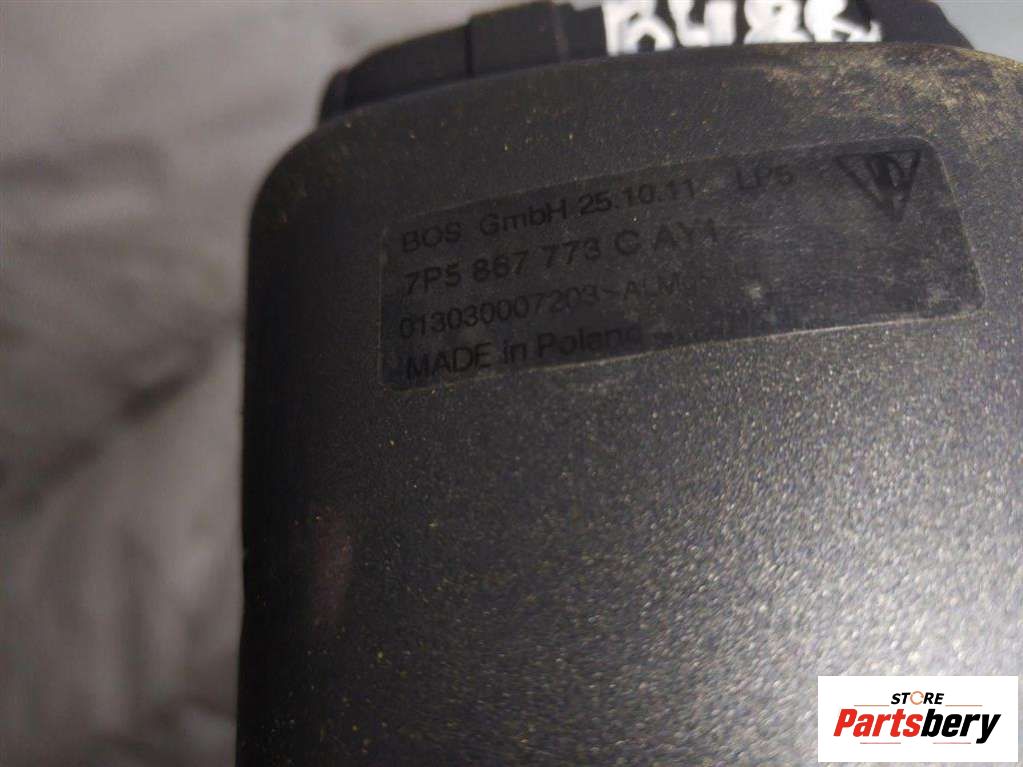 BOS GmbH 25.10.11 LP5
7P5 867 773 C AY1
013030007203
MADE in Poland
STORE
Partsbery